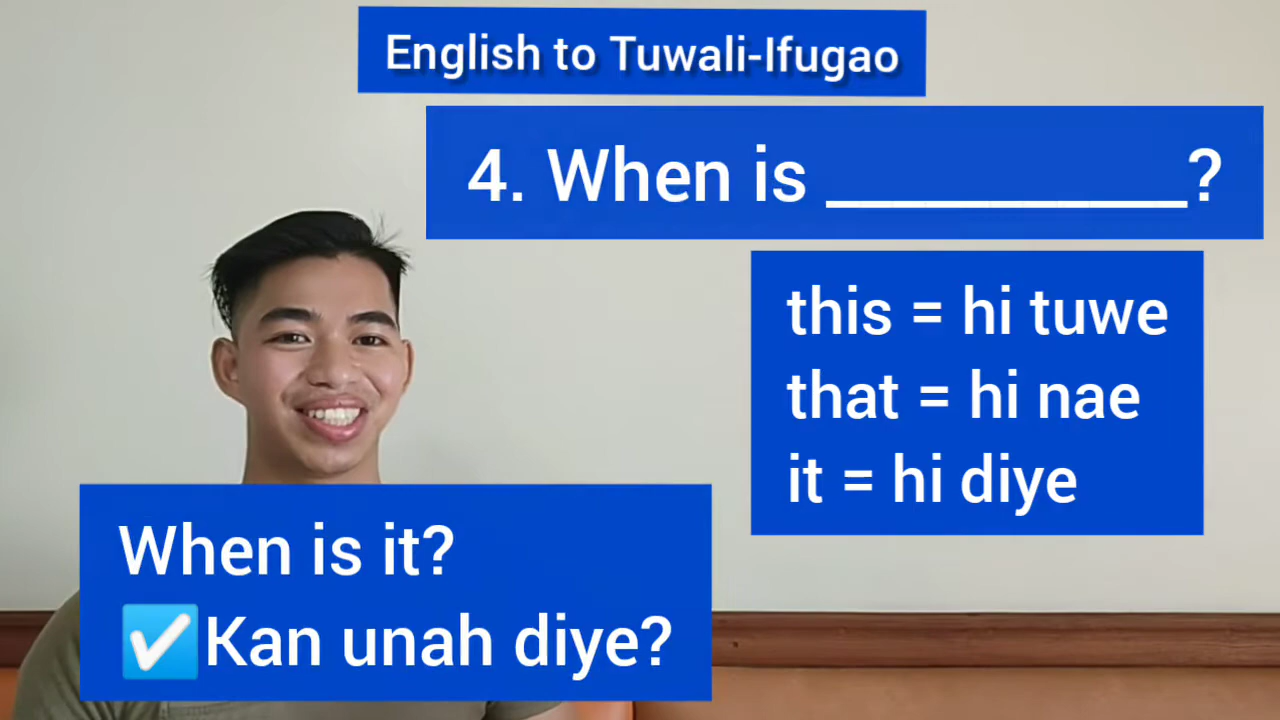 English to Tuwali-Ifugao
4. When is ___________?
this = hi tuwe
that = hi nae
it = hi diye
When is it?
✅Kan unah diye?